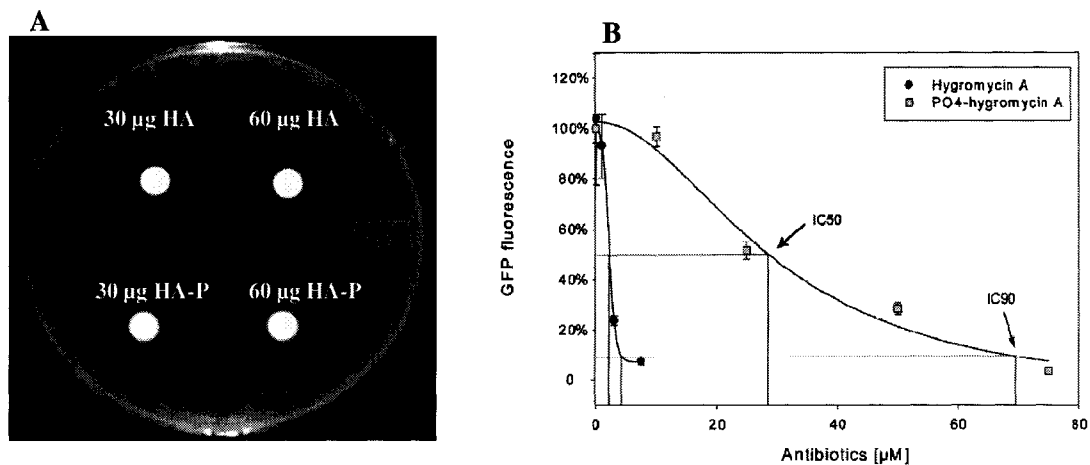 A
30 µg HA 60 µg HA
30 µg HA-P 60 µg HA-P
B
120%
100%
80%
60%
40%
20%
0
GFP fluorescence
Hygromycin A
PO4-hygromycin A
IC50
IC90
0 20 40 60 80
Antibiotics [µM]